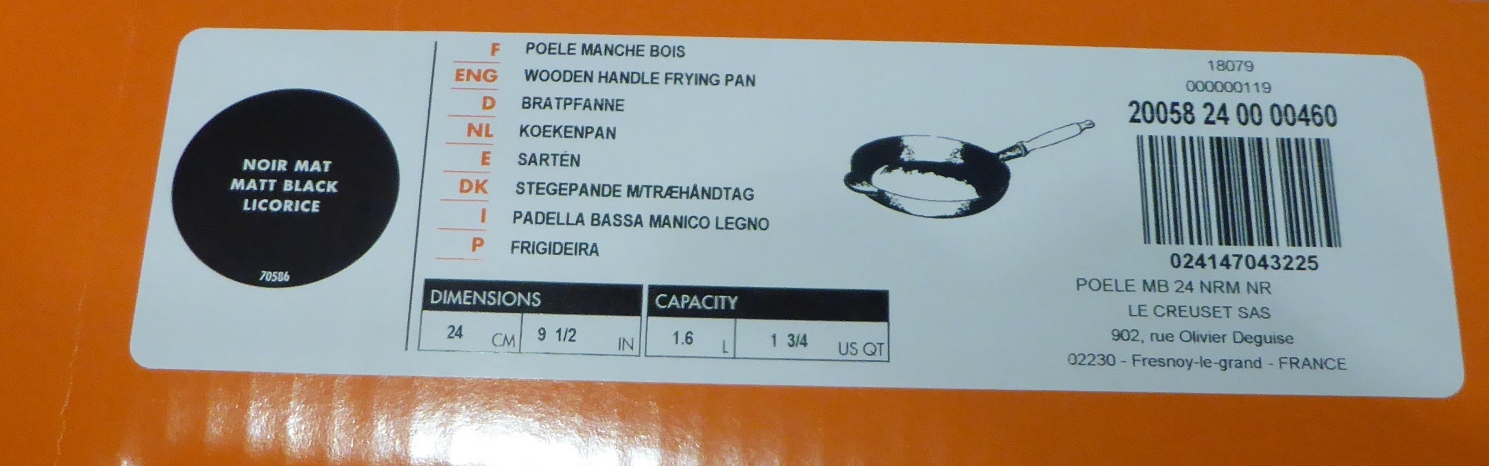 NOIR MAT
MATT BLACK
LICORICE
70586
F POELE MANCHE BOIS
ENG WOODEN HANDLE FRYING PAN
D BRATPFANNE
NL KOEKENPAN
E SARTÉN
DK STEGEPANDE M/TRÆHÅNDTAG
I PADELLA BASSA MANICO LEGNO
P FRIGIDEIRA
DIMENSIONS
24 CM 9 1/2 IN
CAPACITY
1.6 L 1 3/4 US QT
18079
000000119
20058 24 00 00460
024147043225
POELE MB 24 NRM NR
LE CREUSET SAS
902, rue Olivier Deguise
02230 - Fresnoy-le-grand - FRANCE